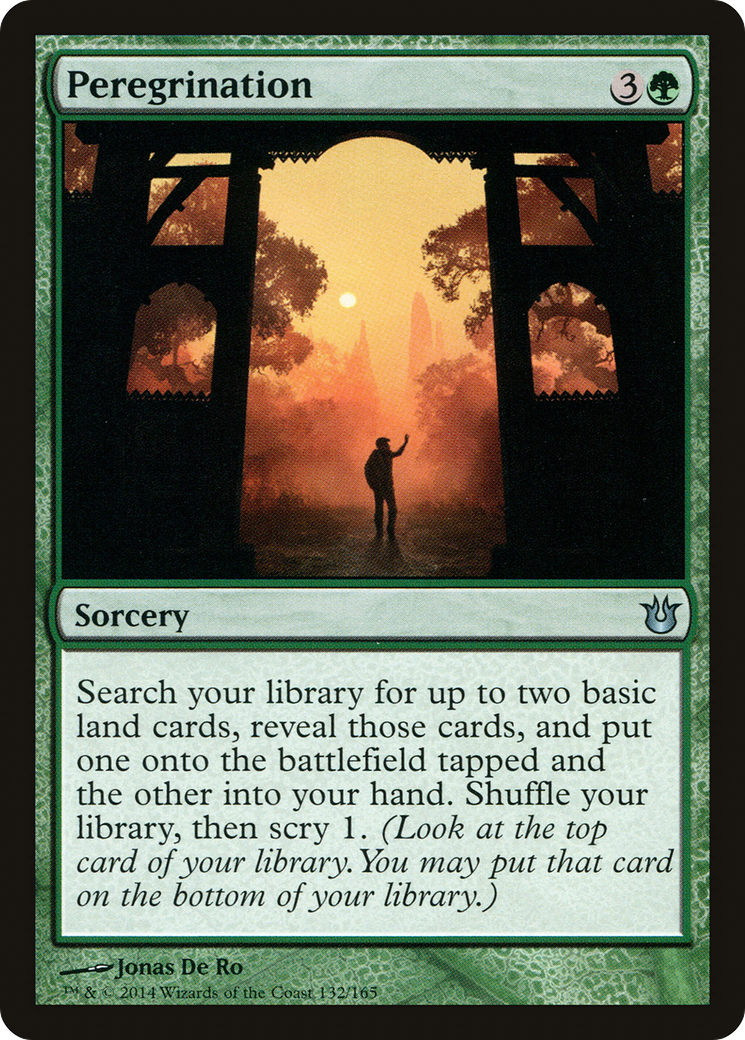 Peregrination 3
Sorcery
Search your library for up to two basic
land cards, reveal those cards, and put
one onto the battlefield tapped and
the other into your hand. Shuffle your
library, then scry 1. (Look at the top
card of your library. You may put that card
on the bottom of your library.)
Jonas De Ro
™ & © 2014 Wizards of the Coast 132/165